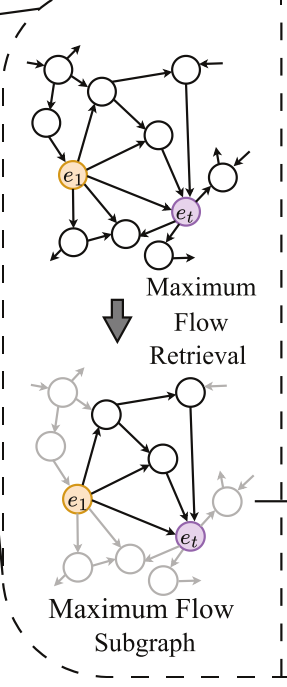 e₁
eₜ
Maximum
Flow
Retrieval
e₁
eₜ
Maximum Flow
Subgraph